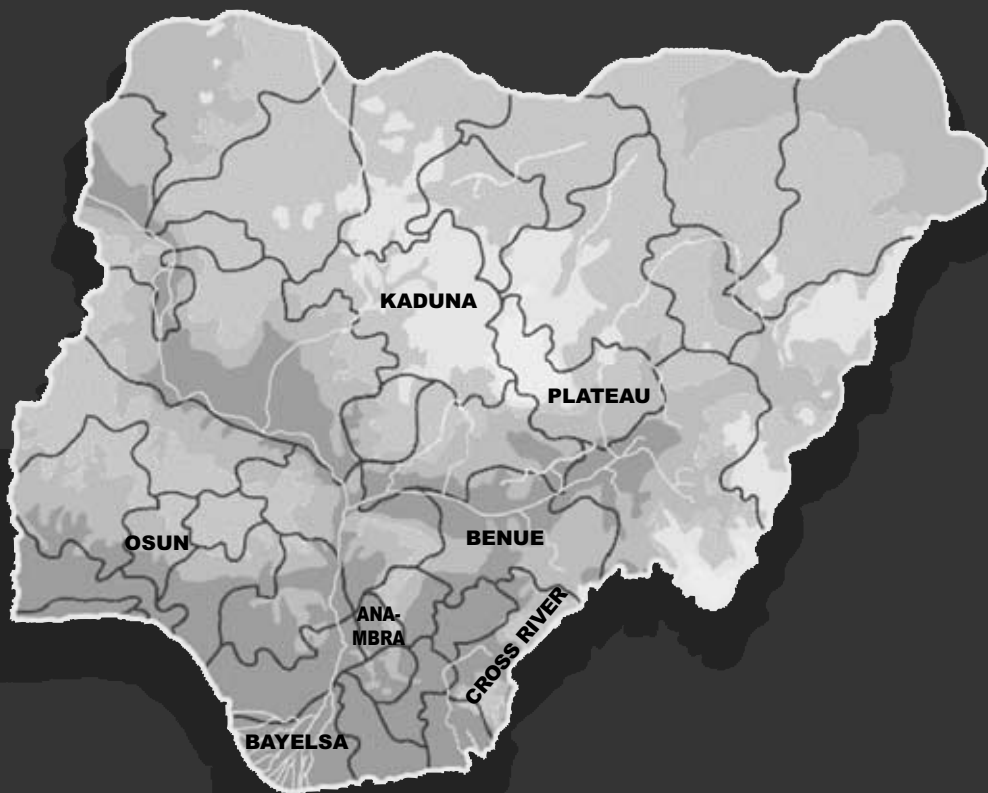 KADUNA
PLATEAU
OSUN
BENUE
ANA-
MBRA
CROSS RIVER
BAYELSA